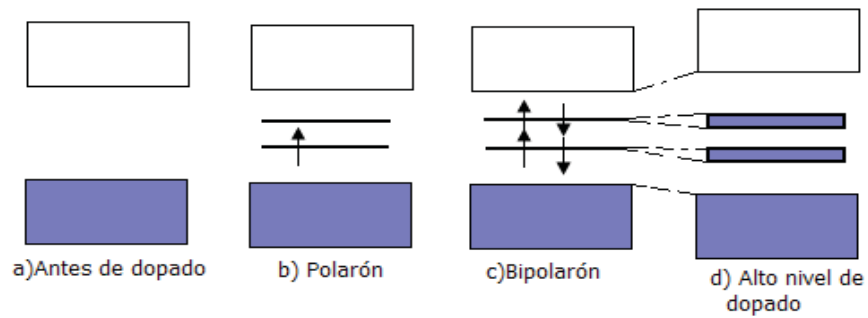 a)Antes de dopado
b) Polarón
c)Bipolarón
d) Alto nivel de
dopado